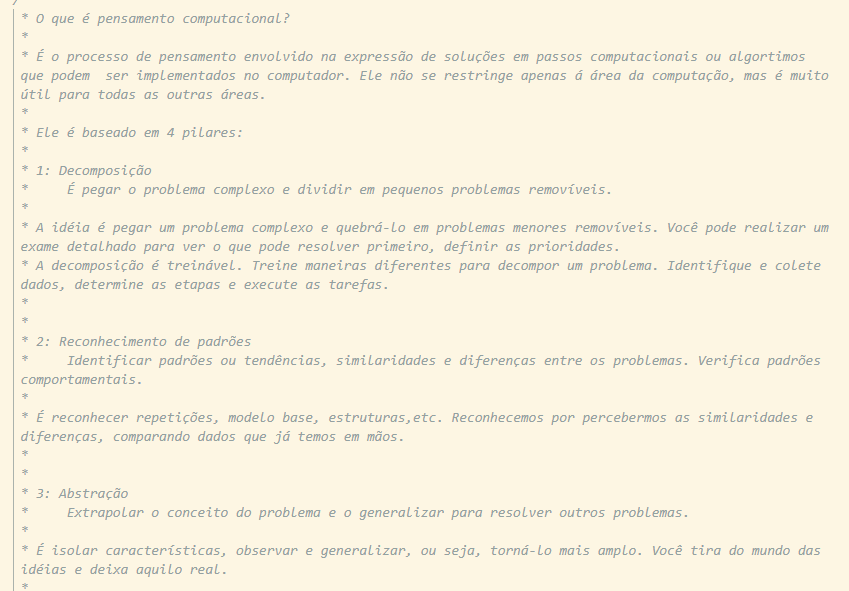 /
* O que é pensamento computacional?
*
* É o processo de pensamento envolvido na expressão de soluções em passos computacionais ou algortimos
que podem  ser implementados no computador. Ele não se restringe apenas á área da computação, mas é muito
útil para todas as outras áreas.
*
* Ele é baseado em 4 pilares:
*
* 1: Decomposição
*     É pegar o problema complexo e dividir em pequenos problemas removíveis.
*
* A idéia é pegar um problema complexo e quebrá-lo em problemas menores removíveis. Você pode realizar um
exame detalhado para ver o que pode resolver primeiro, definir as prioridades.
* A decomposição é treinável. Treine maneiras diferentes para decompor um problema. Identifique e colete
dados, determine as etapas e execute as tarefas.
*
*
* 2: Reconhecimento de padrões
*     Identificar padrões ou tendências, similaridades e diferenças entre os problemas. Verifica padrões
comportamentais.
*
* É reconhecer repetições, modelo base, estruturas,etc. Reconhecemos por percebermos as similaridades e
diferenças, comparando dados que já temos em mãos.
*
*
* 3: Abstração
*     Extrapolar o conceito do problema e o generalizar para resolver outros problemas.
*
* É isolar características, observar e generalizar, ou seja, torná-lo mais amplo. Você tira do mundo das
idéias e deixa aquilo real.
*